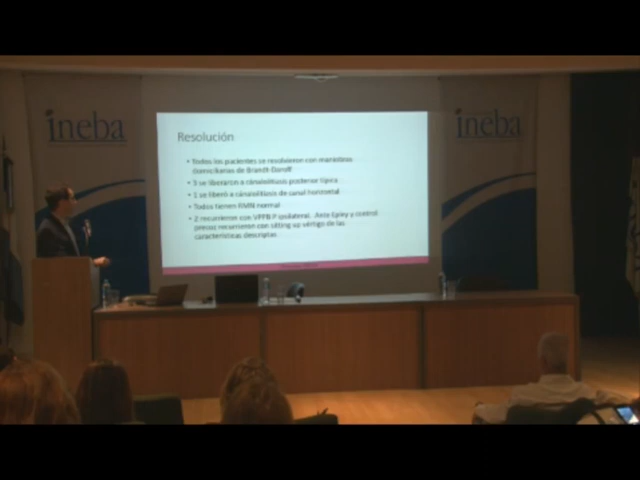 ineba
ineba
Resolución
• Todos los pacientes se resolvieron con maniobras
domiciliarias de Brandt-Daroff
• 3 se liberaron a canalolitiasis posterior típica
• 1 se liberó a canalolitiasis de canal horizontal
• Todos tienen RMN normal
• 2 recurrieron con VPPB-P ipsilateral. Ante Epley y control
precoz recurrieron con sitting up vértigo de las
características descriptas.